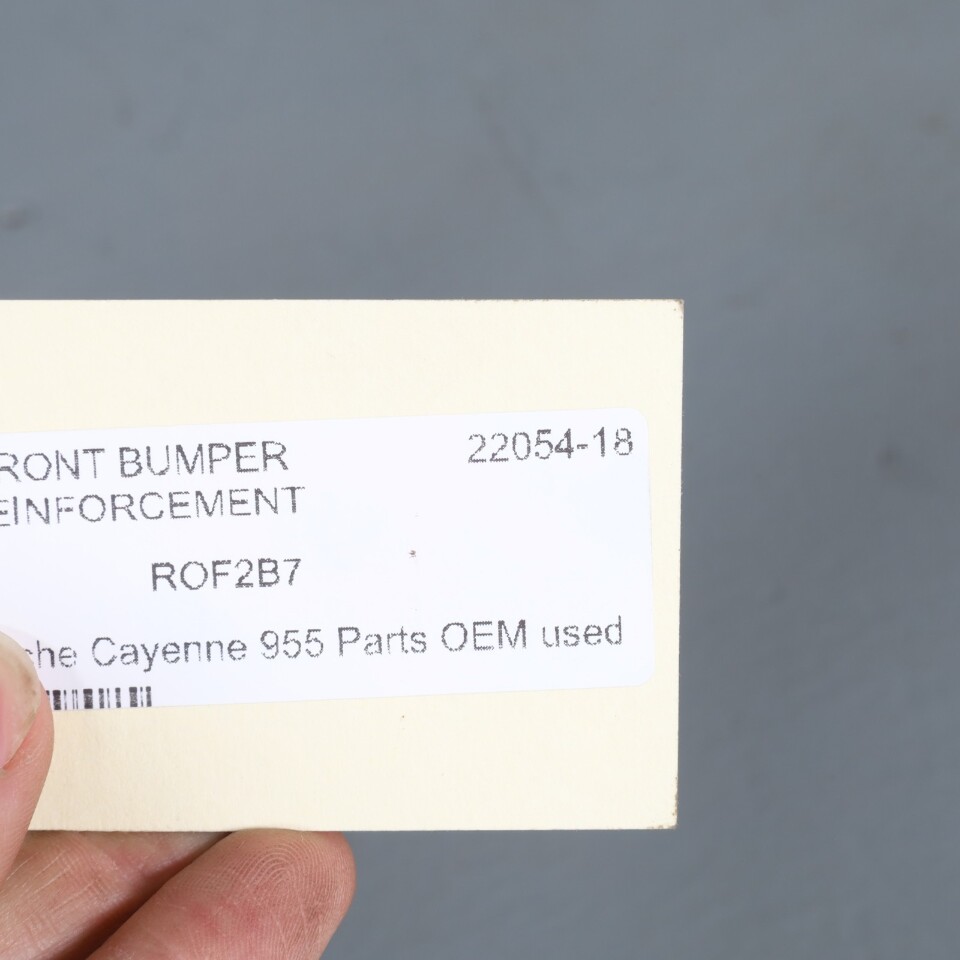 RONT BUMPER 22054-18
EINFORCEMENT
ROF2B7
che Cayenne 955 Parts OEM used